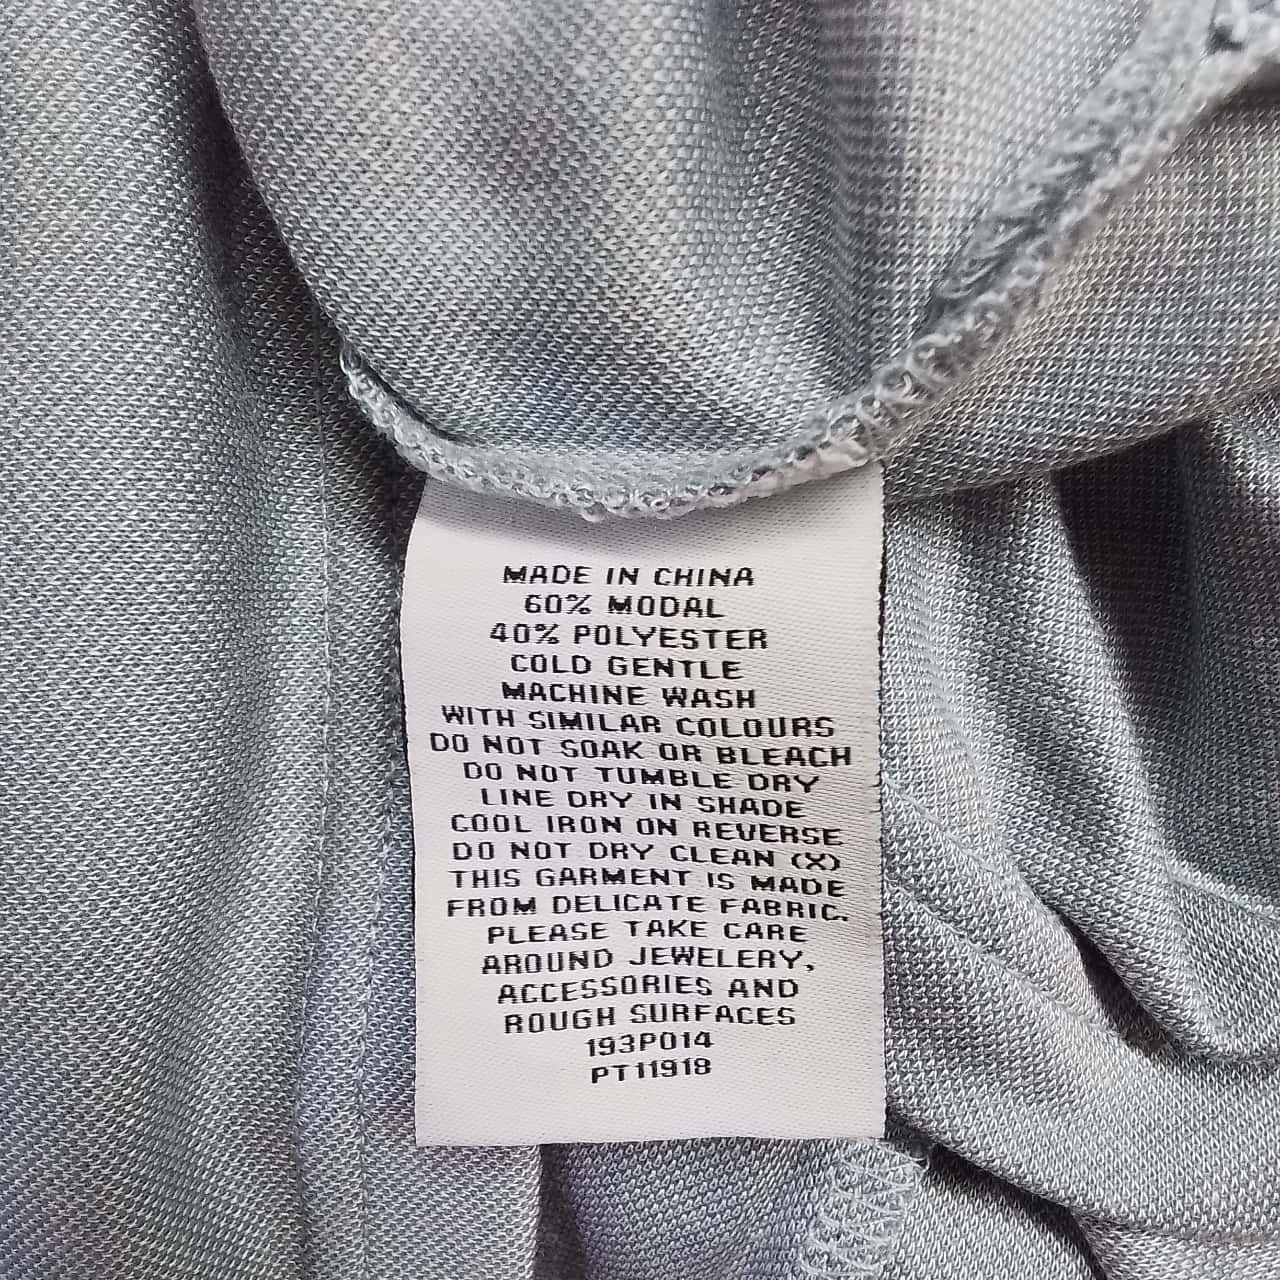 MADE IN CHINA
60% MODAL
40% POLYESTER
COLD GENTLE
MACHINE WASH
WITH SIMILAR COLOURS
DO NOT SOAK OR BLEACH
DO NOT TUMBLE DRY
LINE DRY IN SHADE
COOL IRON ON REVERSE
DO NOT DRY CLEAN (X)
THIS GARMENT IS MADE
FROM DELICATE FABRIC.
PLEASE TAKE CARE
AROUND JEWELERY,
ACCESSORIES AND
ROUGH SURFACES
193P014
PT11918